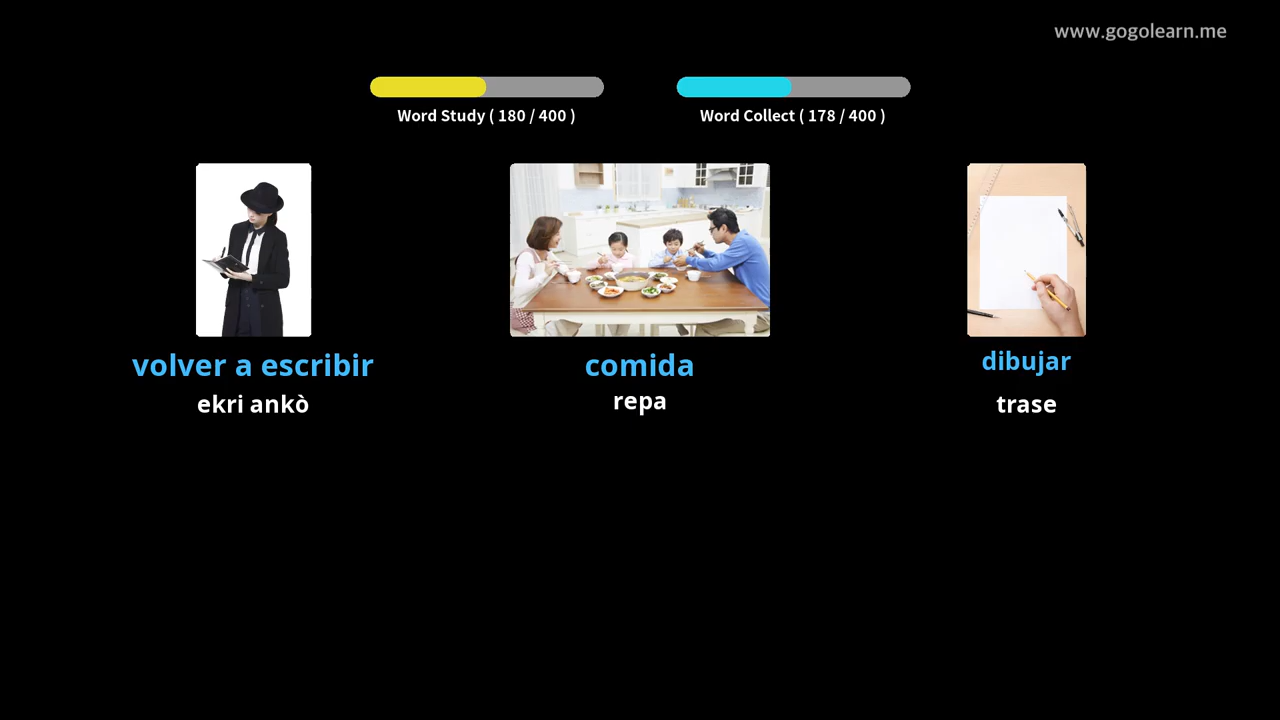 www.gogolearn.me
Word Study ( 180 / 400 )
Word Collect ( 178 / 400 )
volver a escribir
ekri ankò
comida
repa
dibujar
trase